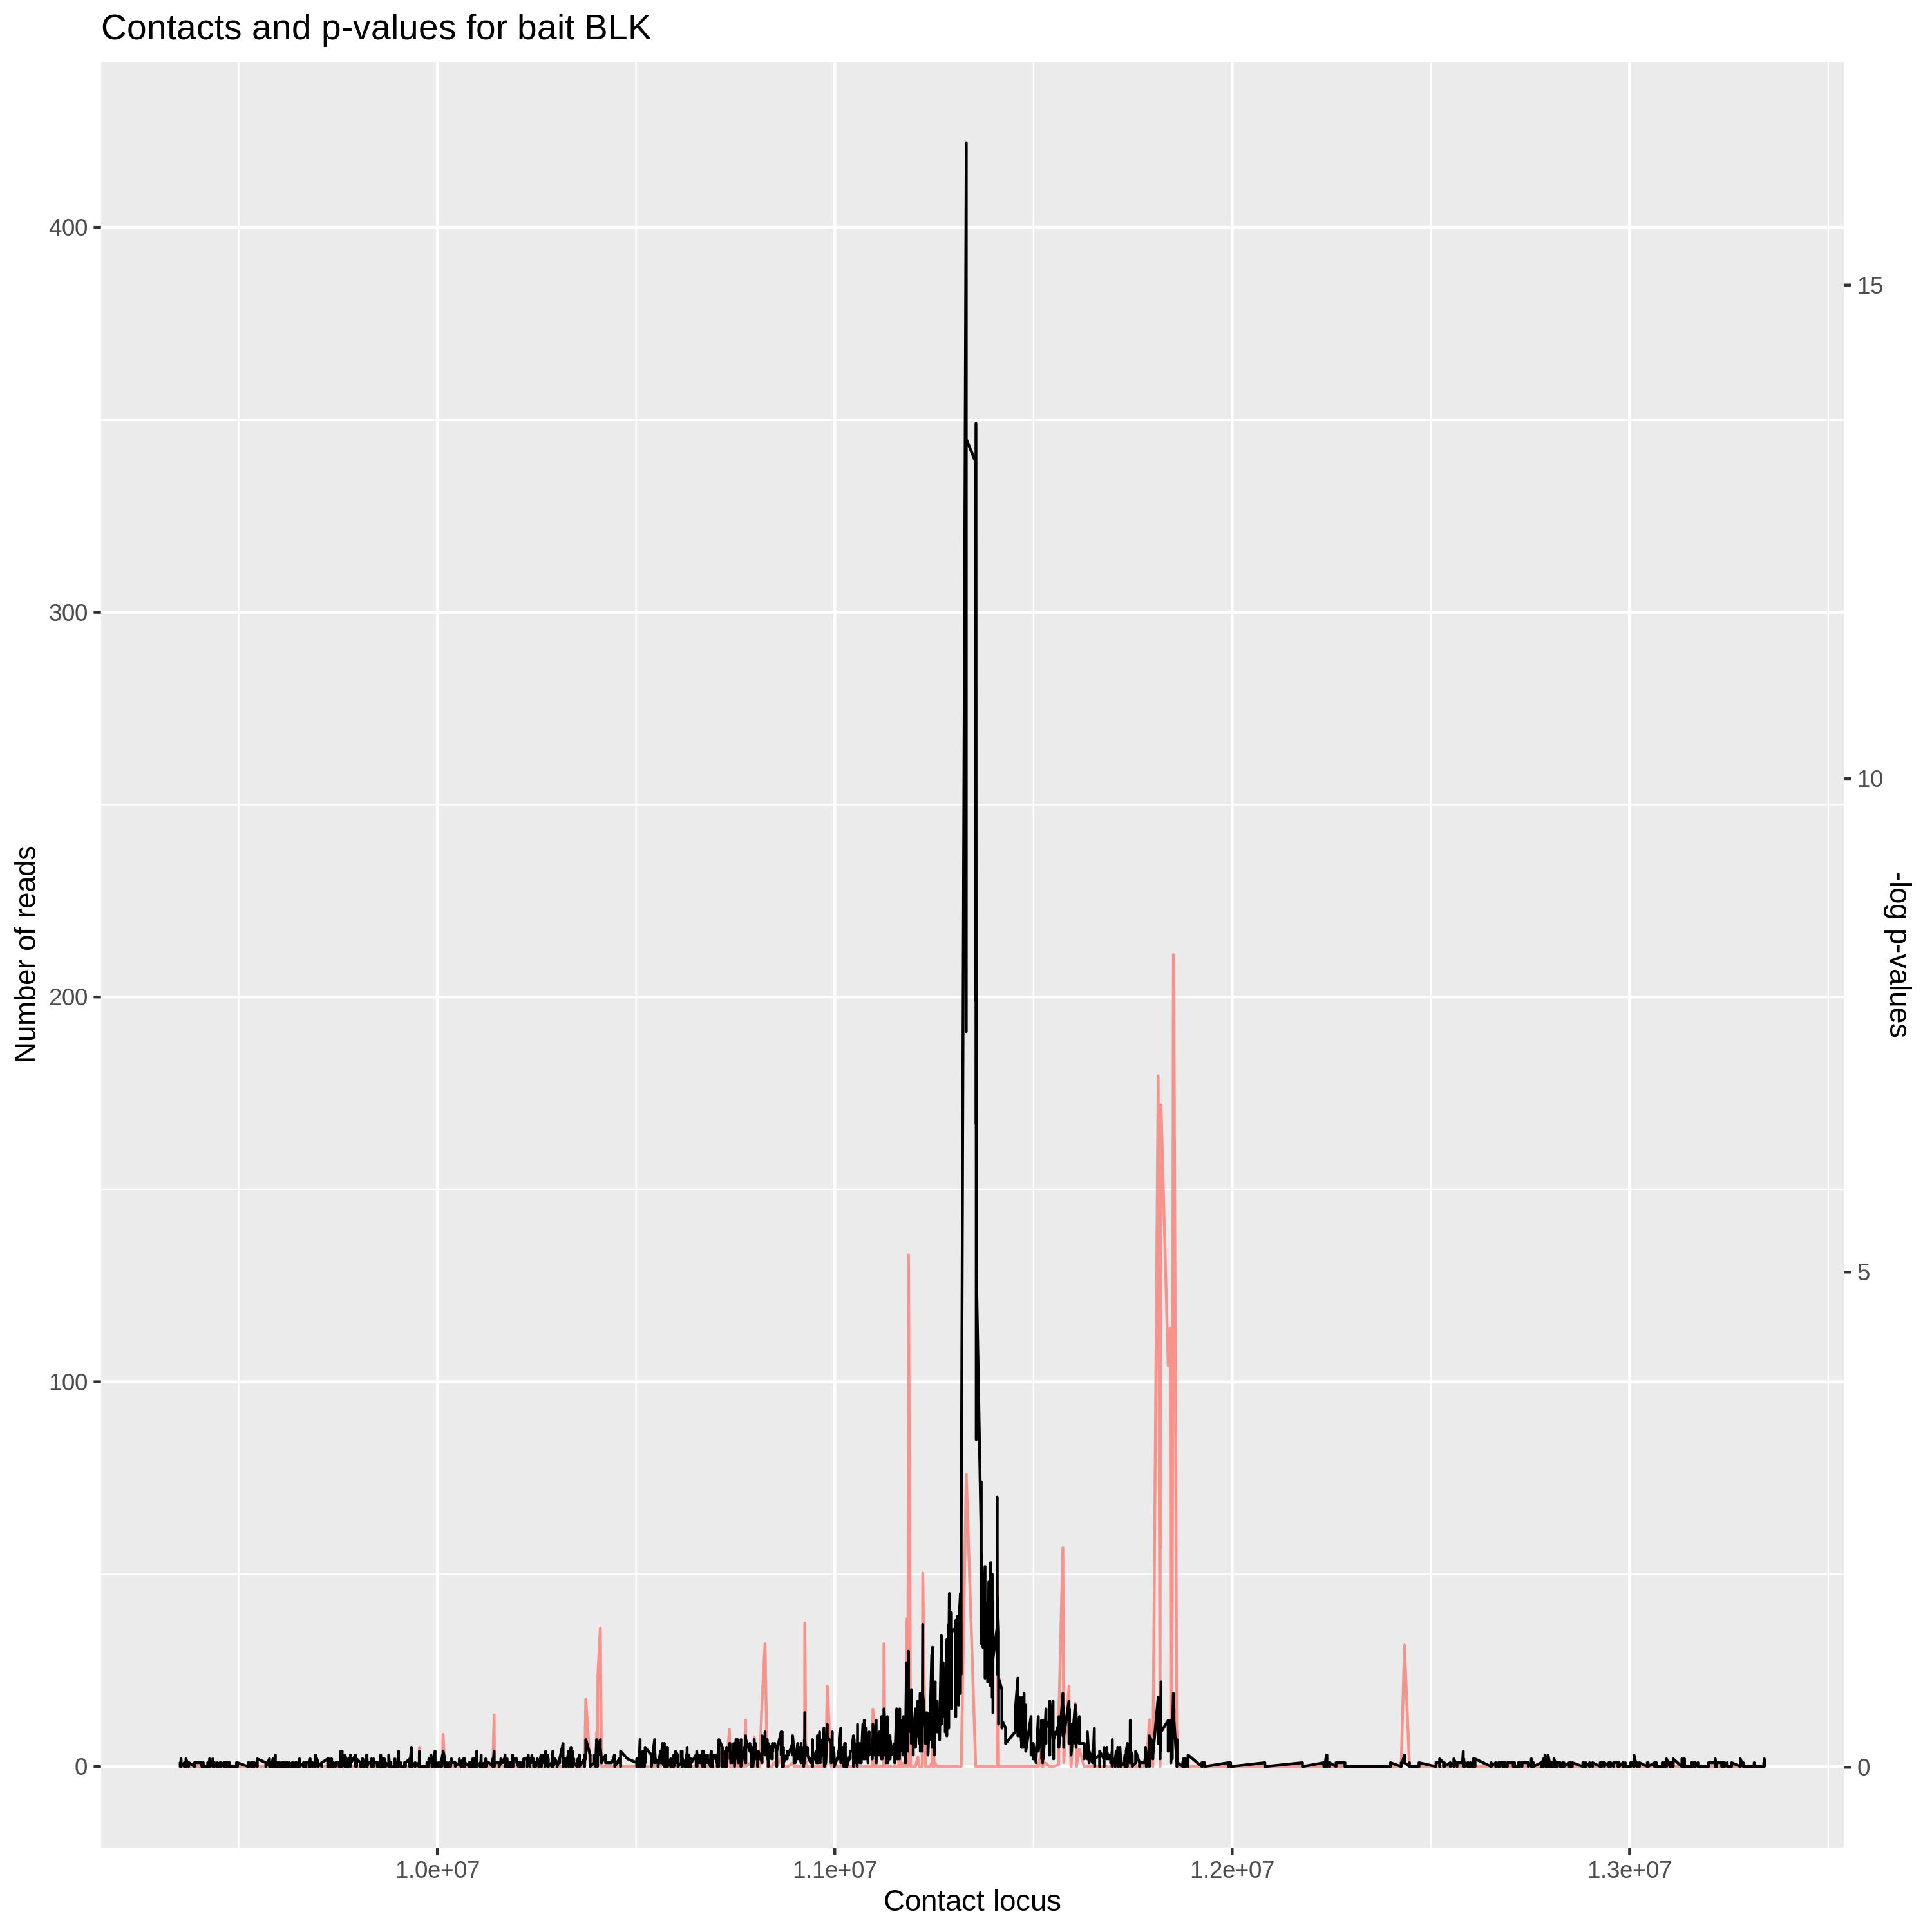 Contacts and p-values for bait BLK
400
300
200
100
0
15
10
5
0
Number of reads
-log p-values
1.0e+07
1.1e+07
1.2e+07
1.3e+07
Contact locus